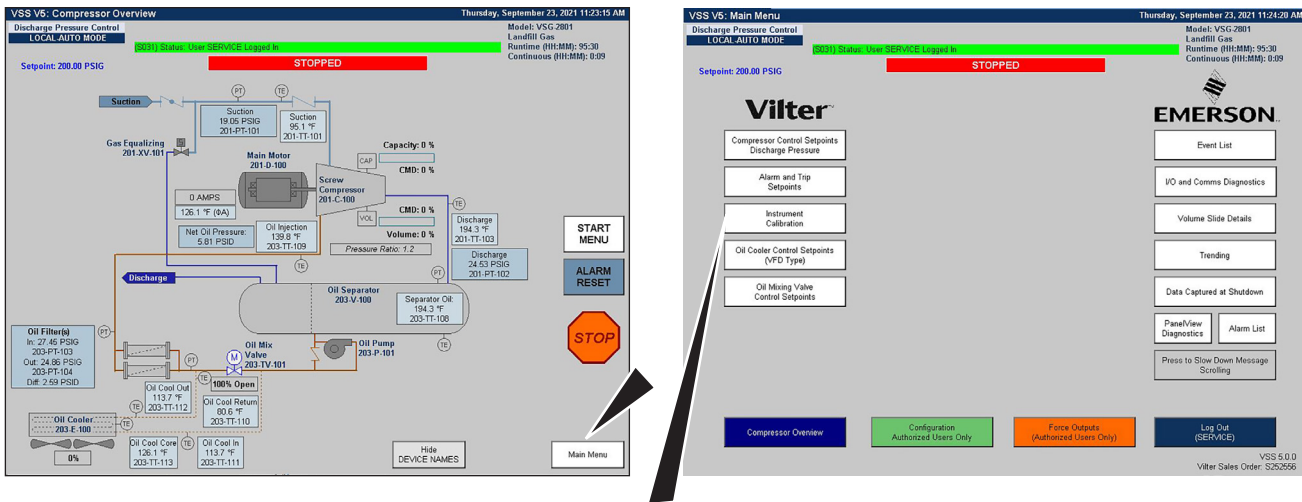 VSS V5: Compressor Overview
Thursday, September 23, 2021 11:23:15 AM
Discharge Pressure Control
LOCAL-AUTO MODE
Model: VSG-2801
Landfill Gas
Runtime (HH:MM): 95:30
Continuous (HH:MM): 0:09
(S031) Status: User SERVICE Logged In
STOPPED
Setpoint: 200.00 PSIG
Suction
PT
TE
Suction
19.05 PSIG
201-PT-101
Suction
95.1 °F
201-TT-101
Gas Equalizing
201-XV-101
S
Main Motor
201-D-100
CAP
Capacity: 0 %
CMD: 0 %
Screw
Compressor
201-C-100
0 AMPS
126.1 °F (ΦA)
VOL
CMD: 0 %
Volume: 0 %
Pressure Ratio: 1.2
Net Oil Pressure:
5.81 PSID
Oil Injection
139.8 °F
203-TT-109
TE
TE
Discharge
194.3 °F
201-TT-103
Discharge
24.53 PSIG
201-PT-102
PT
Discharge
Oil Separator
203-V-100
Separator Oil:
194.3 °F
203-TT-108
TE
START
MENU
ALARM
RESET
STOP
Oil Filter(s)
In: 27.45 PSIG
203-PT-103
Out: 24.86 PSIG
203-PT-104
Diff: 2.59 PSID
PT
PT
M
Oil Mix
Valve
203-TV-101
Oil Pump
203-P-101
TE
100% Open
Oil Cool Out
113.7 °F
203-TT-112
Oil Cool Return
80.6 °F
203-TT-110
TE
Oil Cooler
203-E-100
TE
TE
0%
Oil Cool Core
126.1 °F
203-TT-113
Oil Cool In
113.7 °F
203-TT-111
Hide
DEVICE NAMES
Main Menu
VSS V5: Main Menu
Thursday, September 23, 2021 11:24:20 AM
Discharge Pressure Control
LOCAL-AUTO MODE
Model: VSG-2801
Landfill Gas
Runtime (HH:MM): 95:30
Continuous (HH:MM): 0:09
(S031) Status: User SERVICE Logged In
STOPPED
Setpoint: 200.00 PSIG
Vilter™
EMERSON
Compressor Control Setpoints
Discharge Pressure
Alarm and Trip
Setpoints
Instrument
Calibration
Oil Cooler Control Setpoints
(VFD Type)
Oil Mixing Valve
Control Setpoints
Event List
I/O and Comms Diagnostics
Volume Slide Details
Trending
Data Captured at Shutdown
PanelView
Diagnostics
Alarm List
Press to Slow Down Message
Scrolling
Compressor Overview
Configuration
Authorized Users Only
Force Outputs
(Authorized Users Only)
Log Out
(SERVICE)
VSS 5.0.0
Vilter Sales Order: S252556